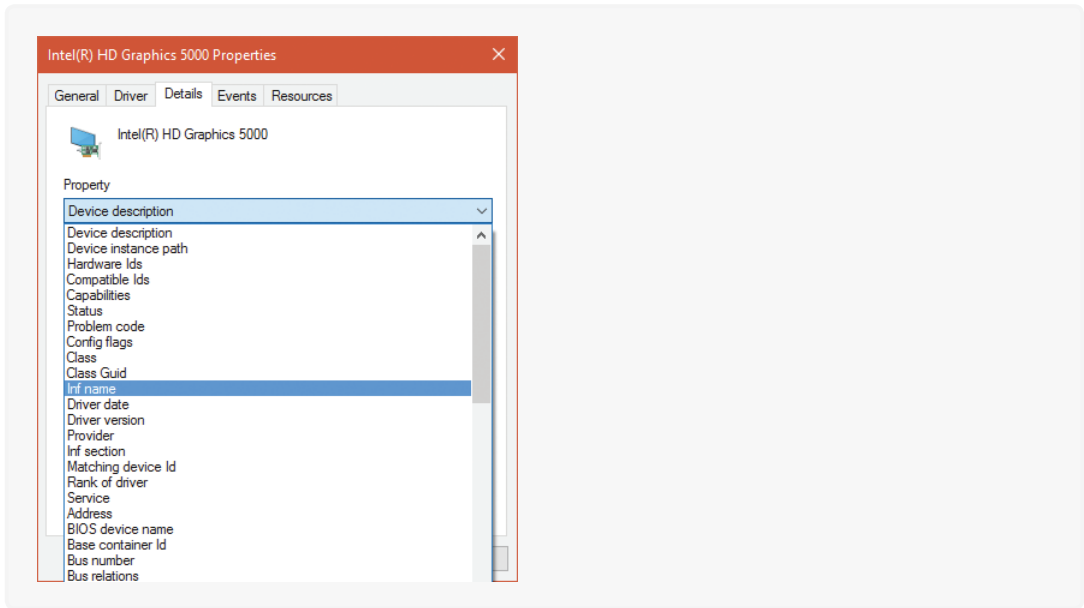 Intel(R) HD Graphics 5000 Properties
General Driver Details Events Resources
Intel(R) HD Graphics 5000
Property
Device description
Device description
Device instance path
Hardware Ids
Compatible Ids
Capabilities
Status
Problem code
Config flags
Class
Class Guid
Inf name
Driver date
Driver version
Provider
Inf section
Matching device Id
Rank of driver
Service
Address
BIOS device name
Base container Id
Bus number
Bus relations